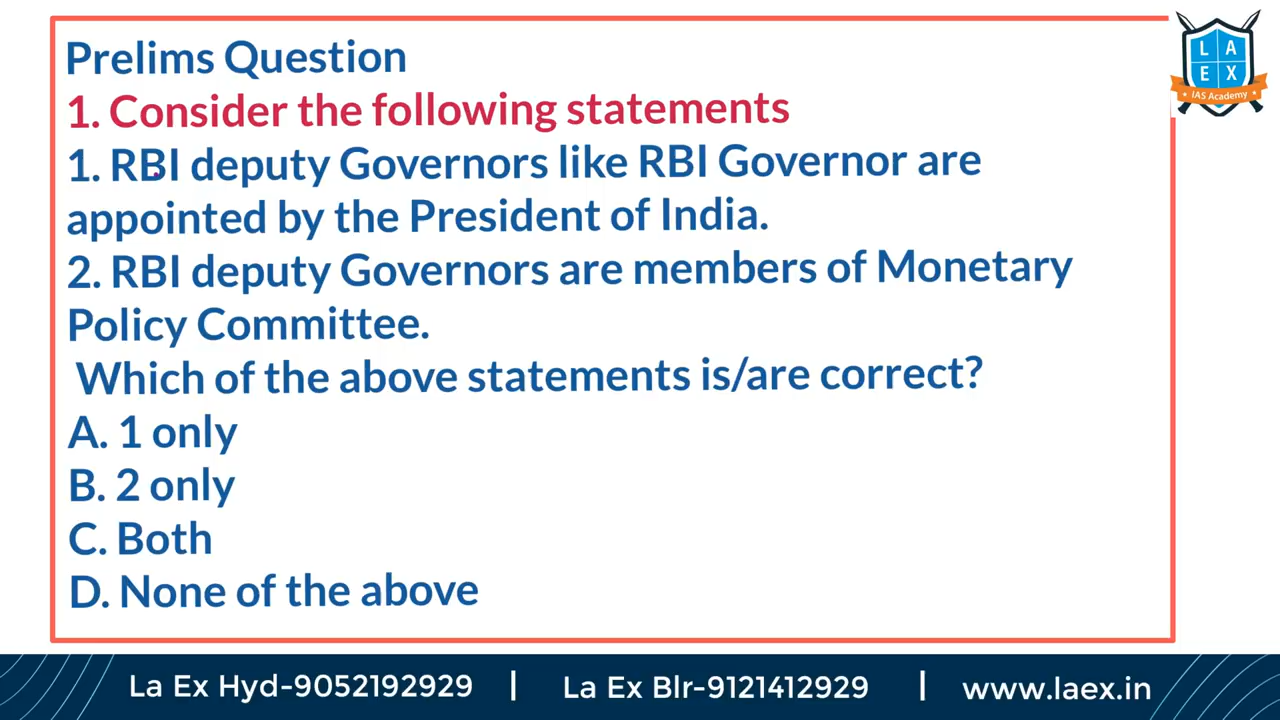 Prelims Question
1. Consider the following statements
1. RBI deputy Governors like RBI Governor are
appointed by the President of India.
2. RBI deputy Governors are members of Monetary
Policy Committee.
Which of the above statements is/are correct?
A. 1 only
B. 2 only
C. Both
D. None of the above
L A
E X
IAS Academy
La Ex Hyd-9052192929 | La Ex Blr-9121412929 | www.laex.in